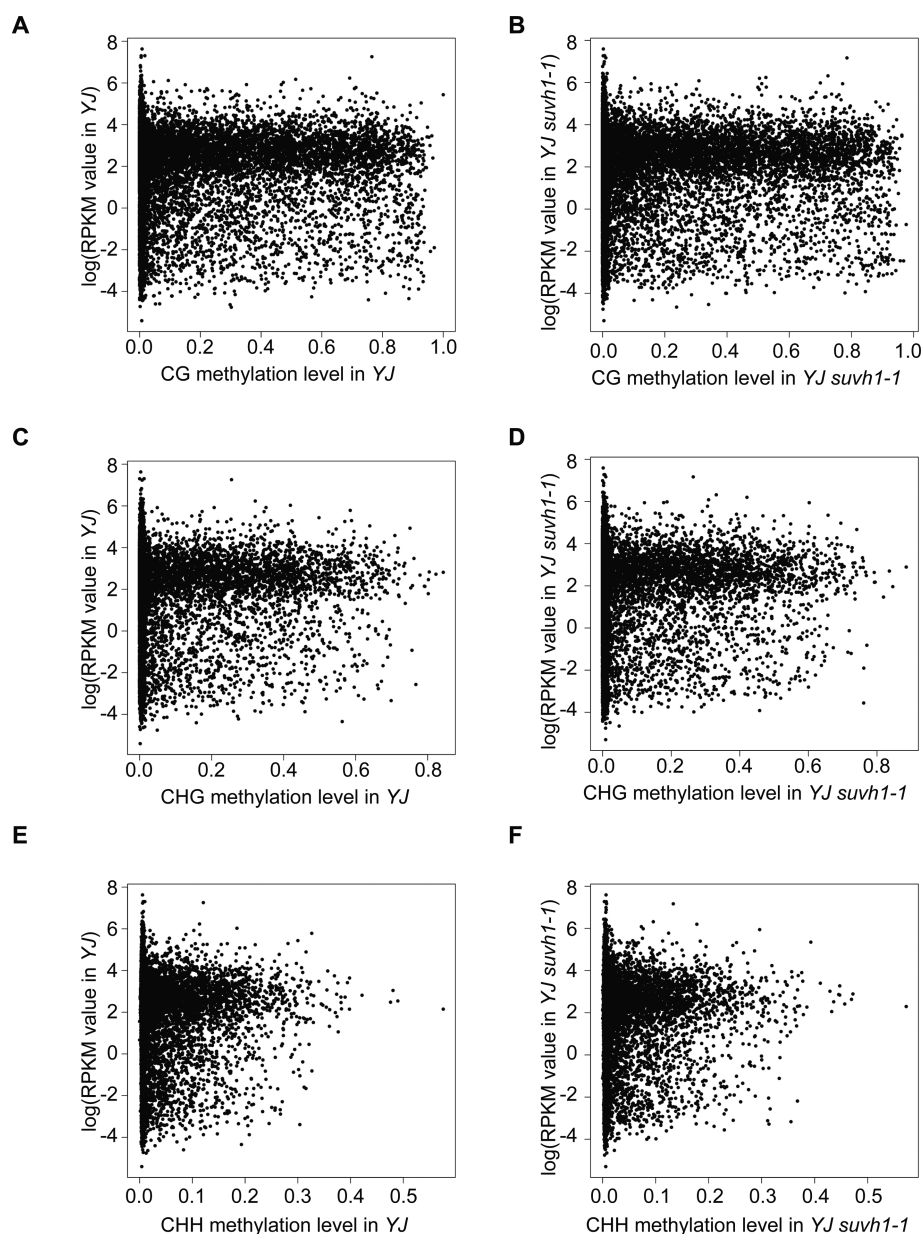 A
B
8
6
4
2
0
-2
-4
log(RPKM value in YJ)
0.0 0.2 0.4 0.6 0.8 1.0
CG methylation level in YJ
8
6
4
2
0
-2
-4
log(RPKM value in YJ suvh1-1)
0.0 0.2 0.4 0.6 0.8 1.0
CG methylation level in YJ suvh1-1
C
D
8
6
4
2
0
-2
-4
log(RPKM value in YJ)
0.0 0.2 0.4 0.6 0.8
CHG methylation level in YJ
8
6
4
2
0
-2
-4
log(RPKM value in YJ suvh1-1)
0.0 0.2 0.4 0.6 0.8
CHG methylation level in YJ suvh1-1
E
F
8
6
4
2
0
-2
-4
log(RPKM value in YJ)
0.0 0.1 0.2 0.3 0.4 0.5
CHH methylation level in YJ
8
6
4
2
0
-2
-4
log(RPKM value in YJ suvh1-1)
0.0 0.1 0.2 0.3 0.4 0.5
CHH methylation level in YJ suvh1-1